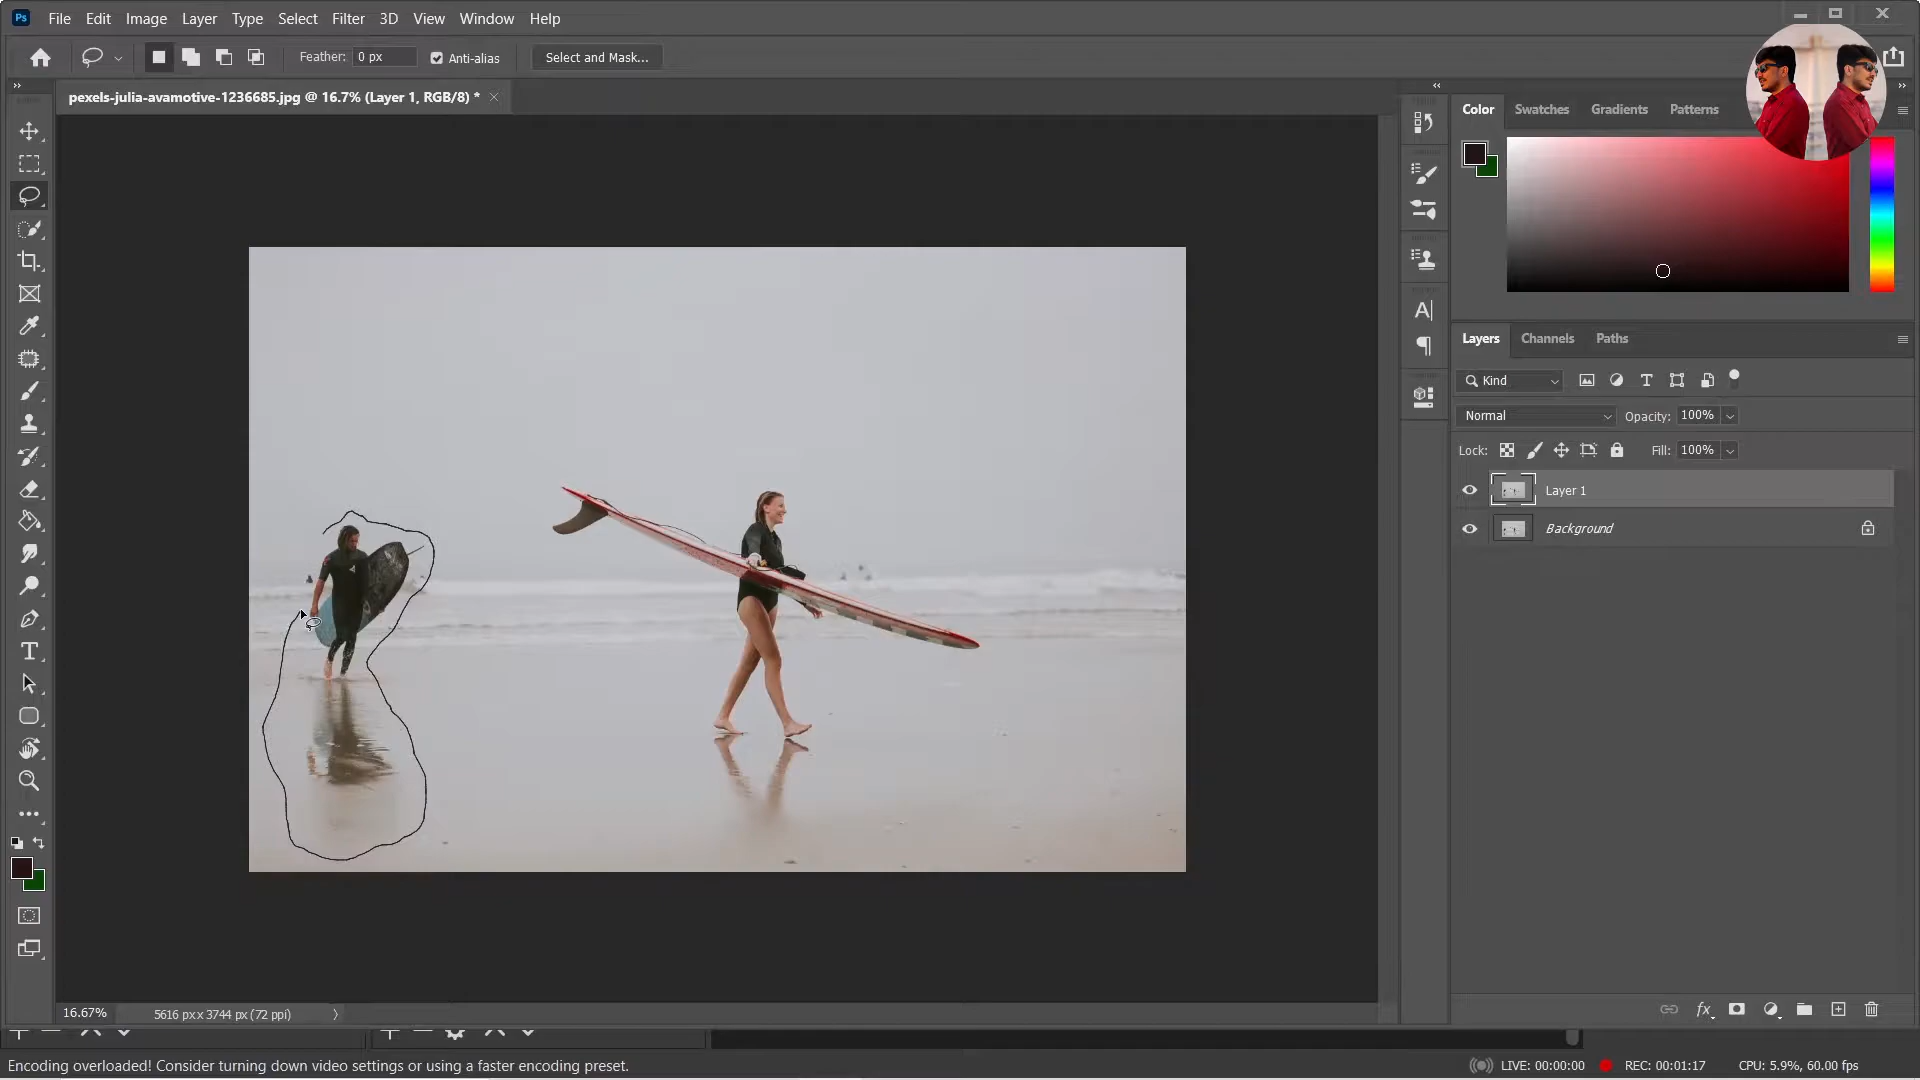 Ps File Edit Image Layer Type Select Filter 3D View Window Help
Feather: 0 px Anti-alias Select and Mask...
pexels-julia-avamotive-1236685.jpg @ 16.7% (Layer 1, RGB/8) *
Color Swatches Gradients Patterns
Layers Channels Paths
Kind
Normal Opacity: 100%
Lock: Fill: 100%
Layer 1
Background
16.67% 5616 px x 3744 px (72 ppi)
Encoding overloaded! Consider turning down video settings or using a faster encoding preset. LIVE: 00:00:00 REC: 00:01:17 CPU: 5.9%, 60.00 fps